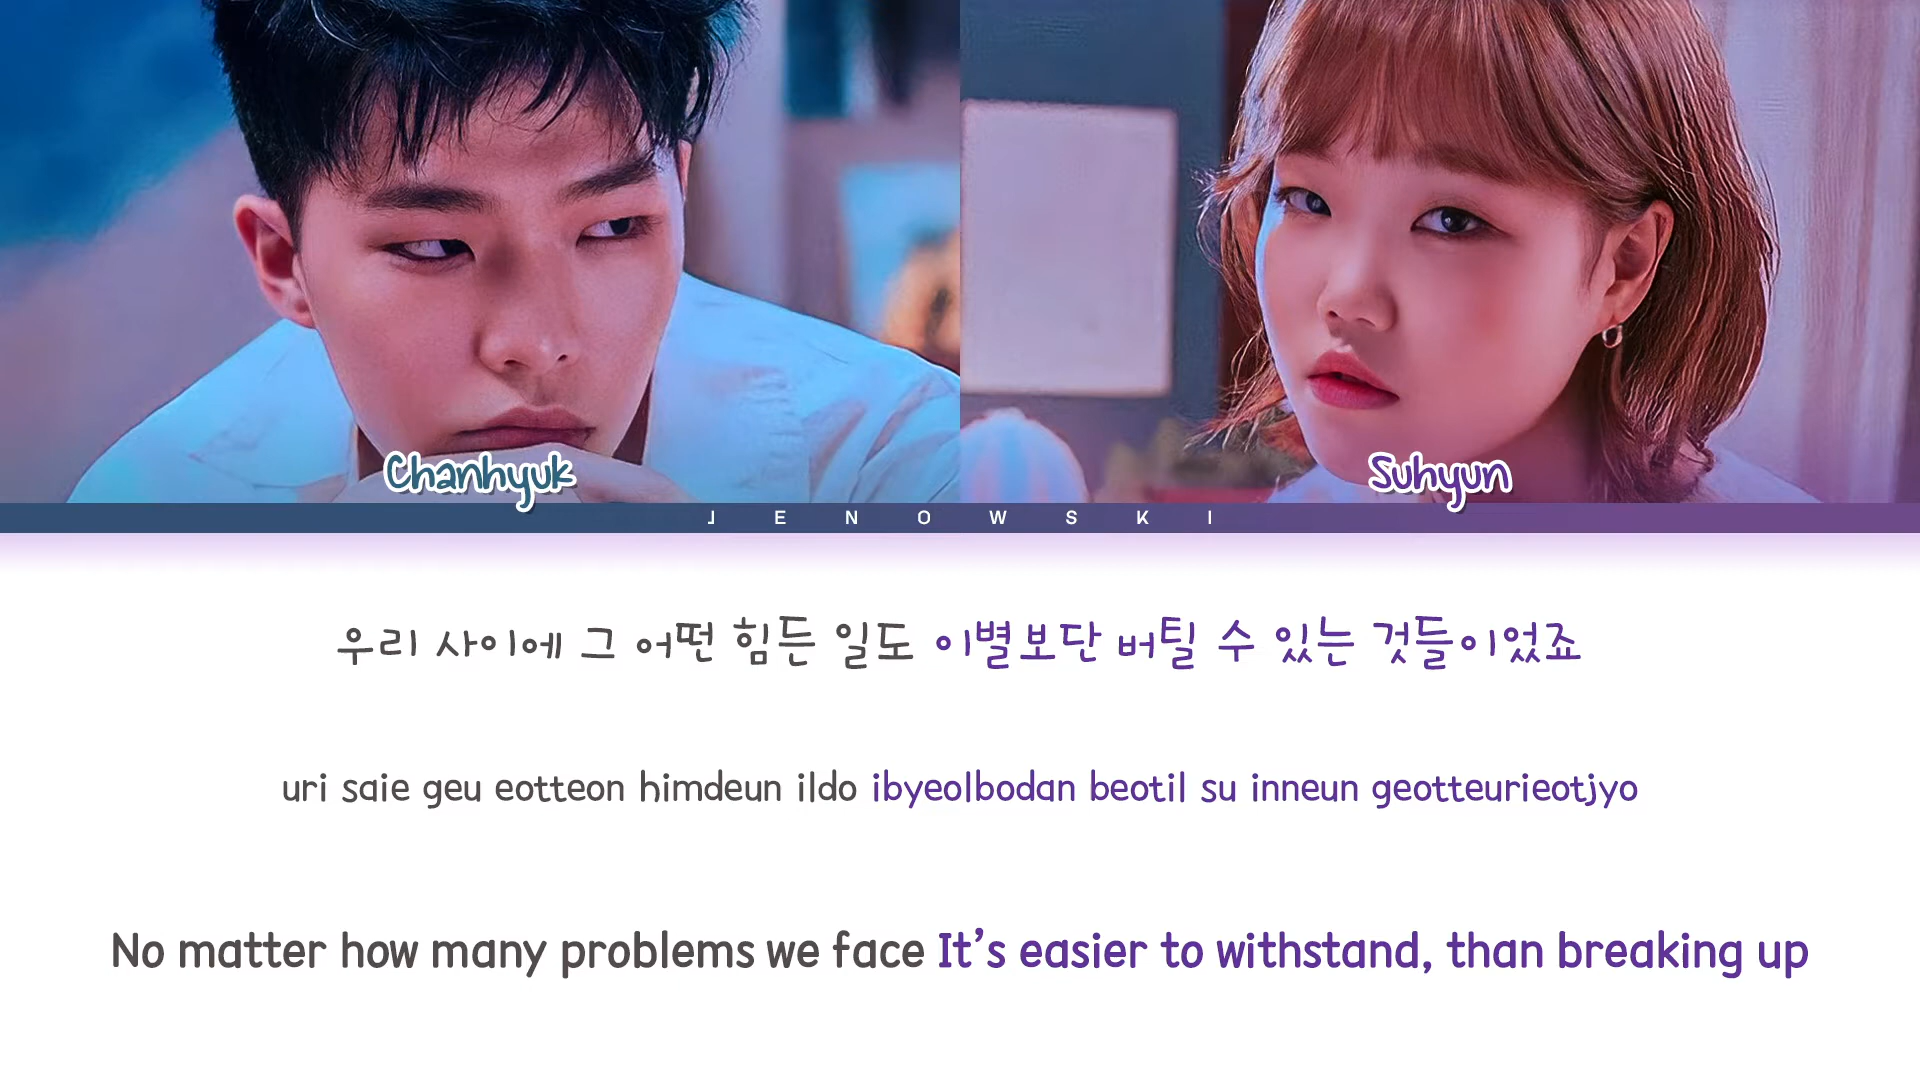 Chanhyuk
Suhyun
JENOWSKI
우리 사이에 그 어떤 힘든 일도 이별보단 버틸 수 있는 것들이었죠
uri saie geu eotteon himdeun ildo ibyeolbodan beotil su inneun geotteurieotjyo
No matter how many problems we face It's easier to withstand, than breaking up